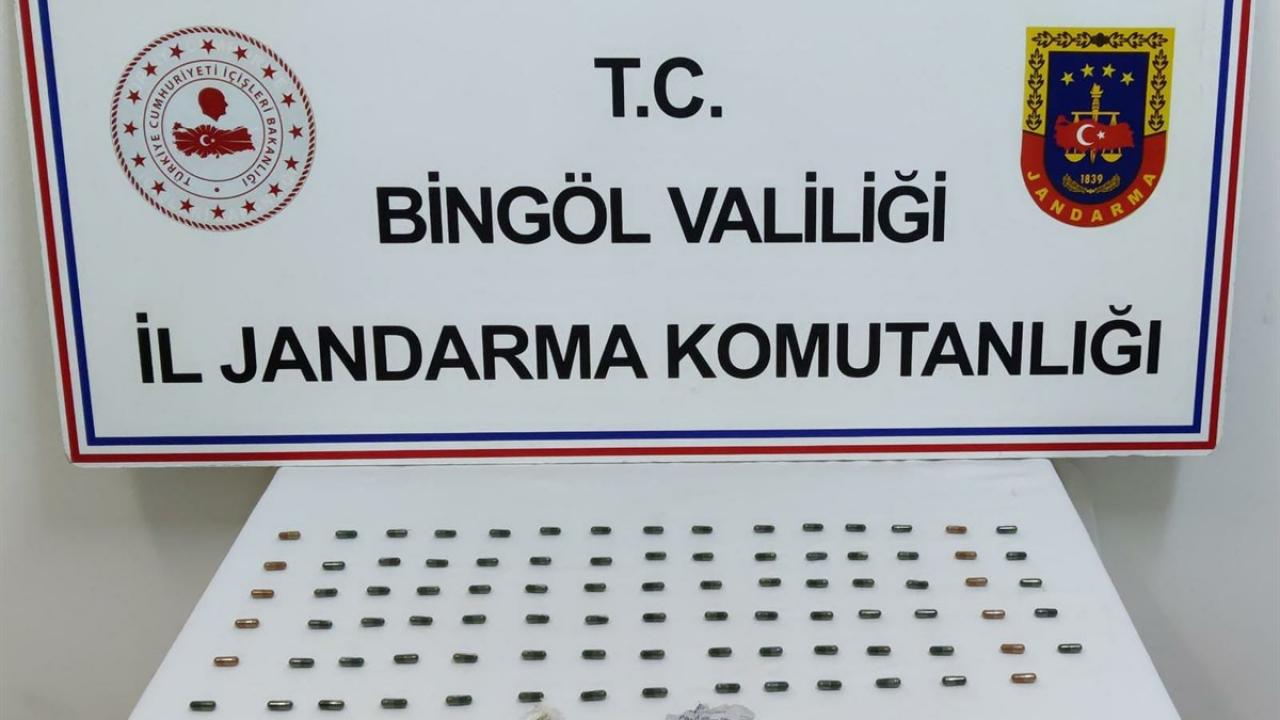 T.C.
BİNGÖL VALİLİĞİ
İL JANDARMA KOMUTANLIĞI
TÜRKİYE CUMHURİYETİ İÇİŞLERİ BAKANLIĞI
1839
JANDARMA